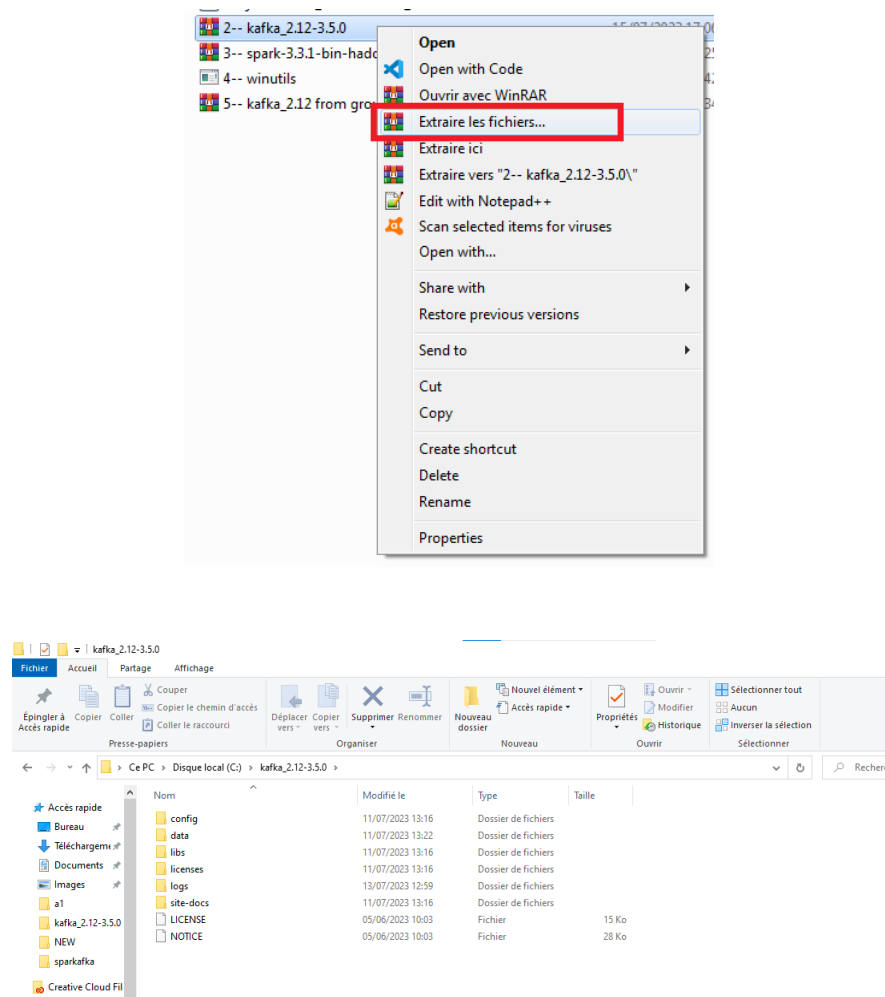 2-- kafka_2.12-3.5.0
3-- spark-3.3.1-bin-hado
4-- winutils
5-- kafka_2.12 from gro
Open
Open with Code
Ouvrir avec WinRAR
Extraire les fichiers...
Extraire ici
Extraire vers "2-- kafka_2.12-3.5.0\"
Edit with Notepad++
Scan selected items for viruses
Open with...
Share with
Restore previous versions
Send to
Cut
Copy
Create shortcut
Delete
Rename
Properties
kafka_2.12-3.5.0
Fichier Accueil Partage Affichage
Épingler à Accès rapide
Copier
Coller
Couper
Copier le chemin d'accès
Coller le raccourci
Presse-papiers
Déplacer vers
Copier vers
Supprimer
Renommer
Organiser
Nouveau dossier
Nouvel élément
Accès rapide
Nouveau
Propriétés
Ouvrir
Modifier
Historique
Ouvrir
Sélectionner tout
Aucun
Inverser la sélection
Sélectionner
Ce PC > Disque local (C:) > kafka_2.12-3.5.0 >
Recher
Accès rapide
Bureau
Téléchargeme
Documents
Images
a1
kafka_2.12-3.5.0
NEW
sparkafka
Creative Cloud Fil
Nom Modifié le Type Taille
config 11/07/2023 13:16 Dossier de fichiers
data 11/07/2023 13:22 Dossier de fichiers
libs 11/07/2023 13:16 Dossier de fichiers
licenses 11/07/2023 13:16 Dossier de fichiers
logs 13/07/2023 12:59 Dossier de fichiers
site-docs 11/07/2023 13:16 Dossier de fichiers
LICENSE 05/06/2023 10:03 Fichier 15 Ko
NOTICE 05/06/2023 10:03 Fichier 28 Ko